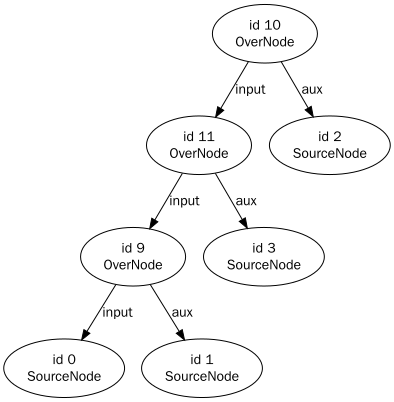 id 10
OverNode
input
aux
id 11
OverNode
id 2
SourceNode
input
aux
id 9
OverNode
id 3
SourceNode
input
aux
id 0
SourceNode
id 1
SourceNode